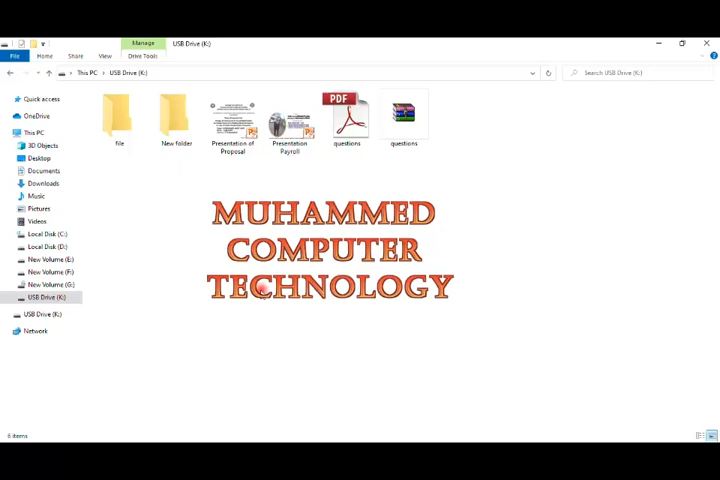 Manage
USB Drive (K:)
File
Home
Share
View
Drive Tools
This PC
USB Drive (K:)
Search USB Drive (K:)
Quick access
OneDrive
This PC
3D Objects
Desktop
Documents
Downloads
Music
Pictures
Videos
Local Disk (C:)
Local Disk (D:)
New Volume (E:)
New Volume (F:)
New Volume (G:)
USB Drive (K:)
USB Drive (K:)
Network
file
New folder
Presentation of
Proposal
Presentation
Payroll
PDF
questions
questions
MUHAMMED
COMPUTER
TECHNOLOGY
6 items